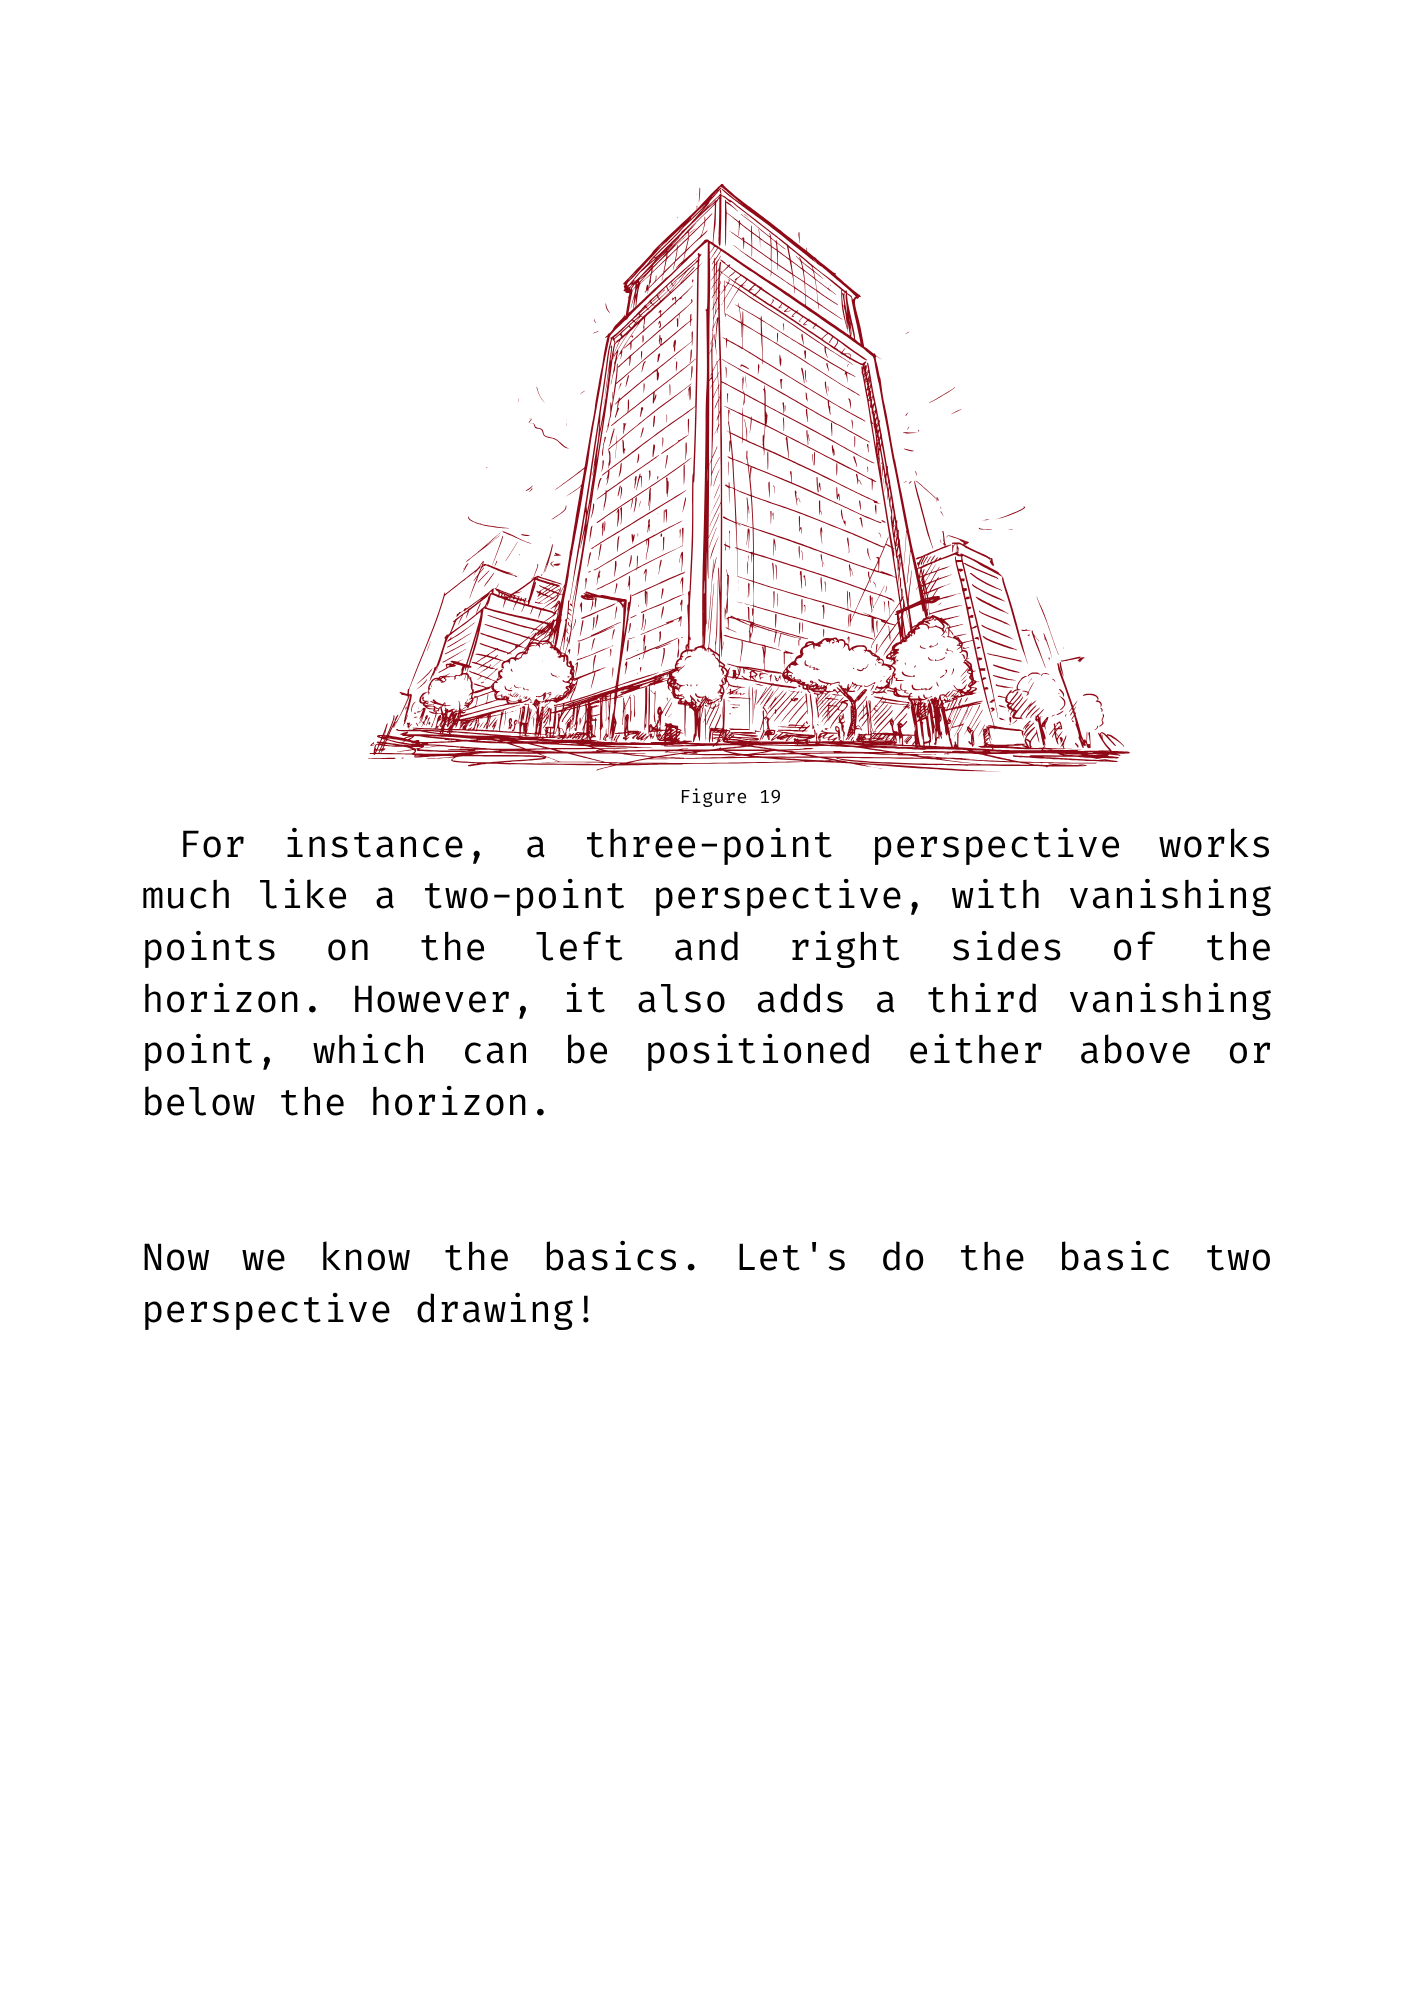 Figure 19
For instance, a three-point perspective works
much like a two-point perspective, with vanishing
points on the left and right sides of the
horizon. However, it also adds a third vanishing
point, which can be positioned either above or
below the horizon.
Now we know the basics. Let's do the basic two
perspective drawing!